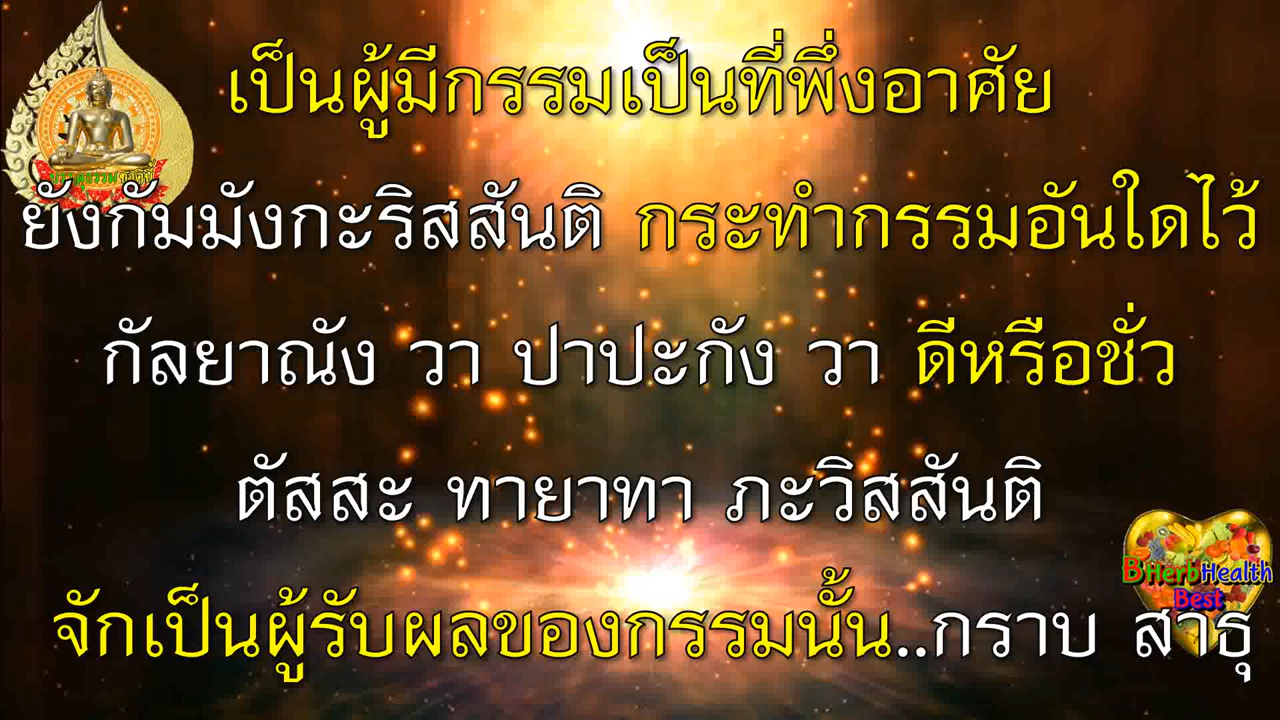 เป็นผู้มีกรรมเป็นที่พึ่งอาศัย
ยังกัมมังกะริสสันติ กระทำกรรมอันใดไว้
กัลยาณัง วา ปาปะกัง วา ดีหรือชั่ว
ตัสสะ ทายาทา ภะวิสสันติ
จักเป็นผู้รับผลของกรรมนั้น..กราบ สาธุ
BHerbHealth
Best